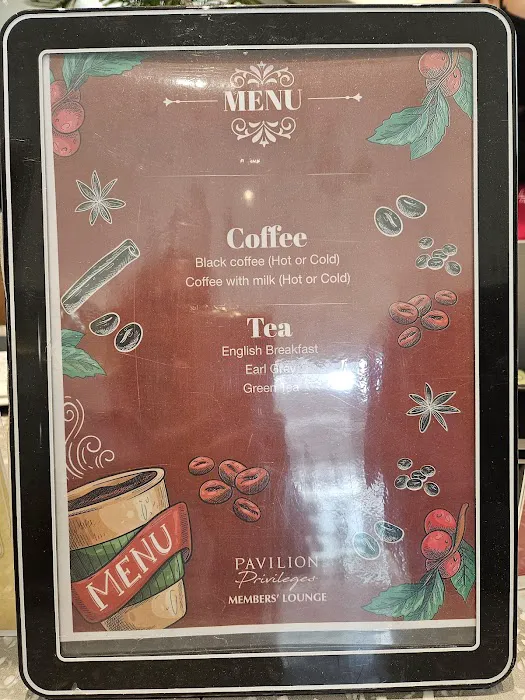 MENU
Coffee
Black coffee (Hot or Cold)
Coffee with milk (Hot or Cold)
Tea
English Breakfast
Earl Grey
Green Tea
MENU
PAVILION
Privileges
MEMBERS' LOUNGE